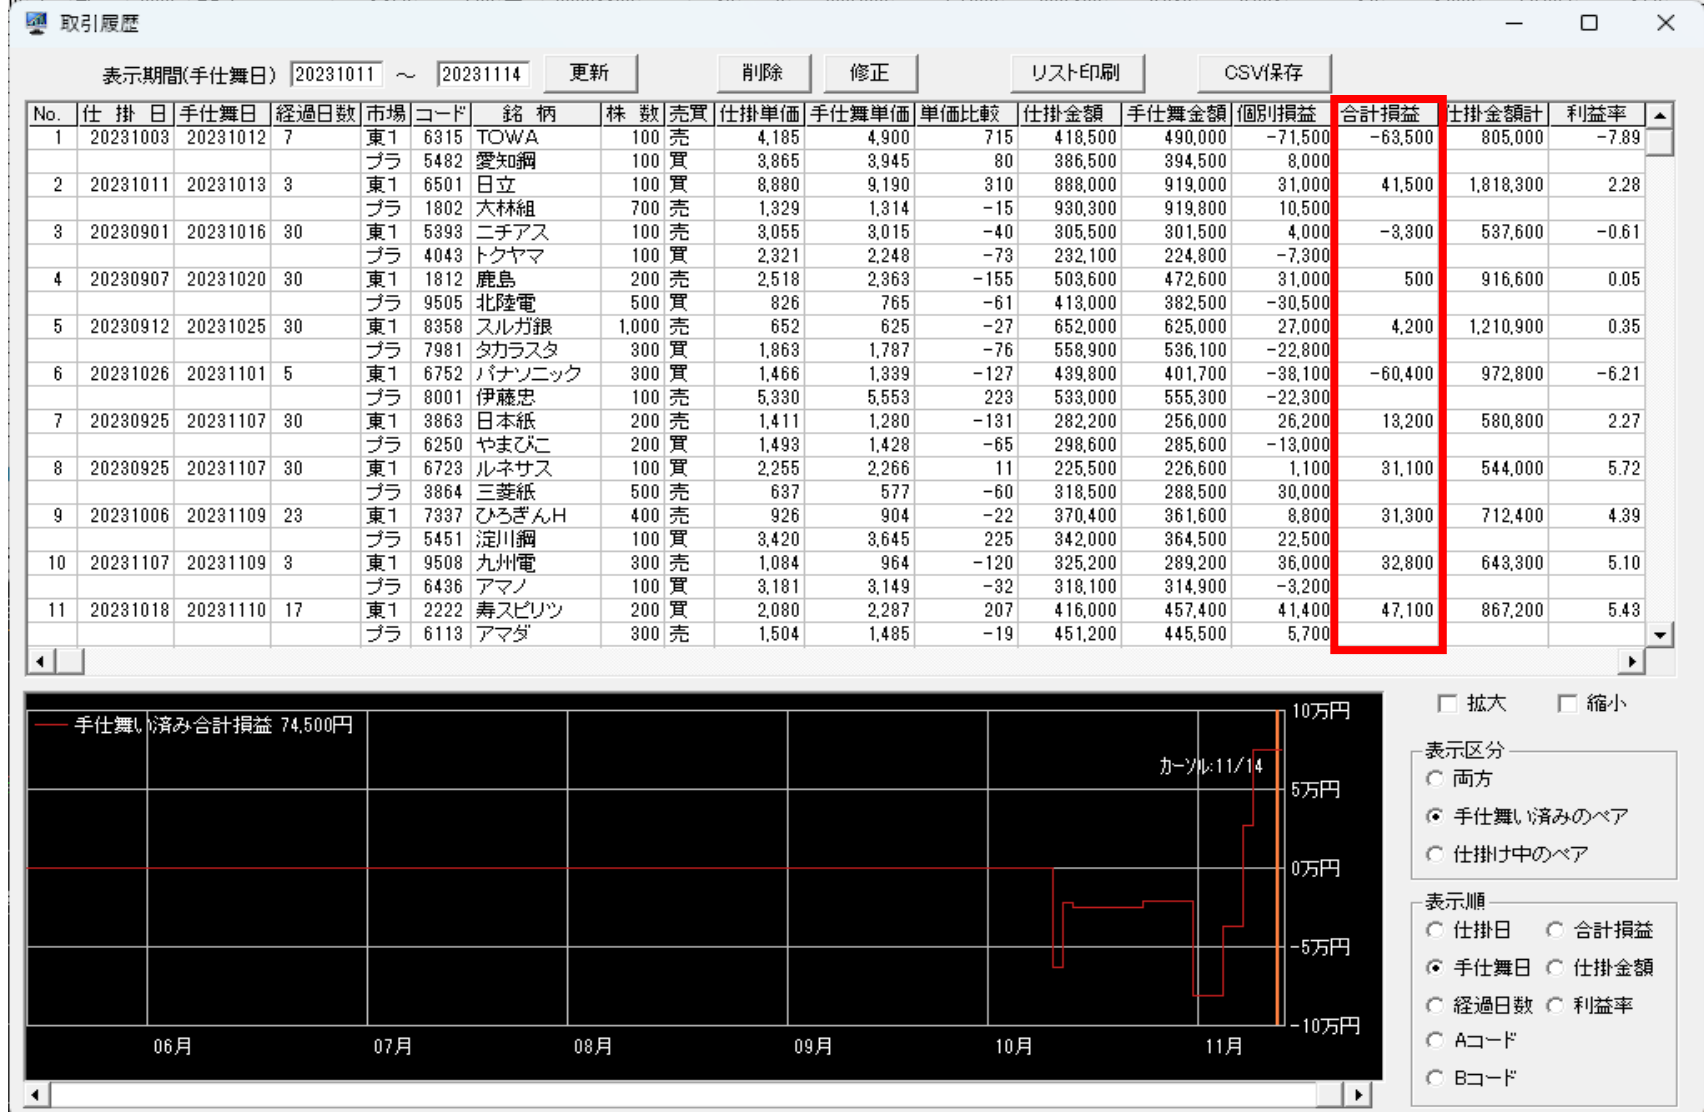 取引履歴
表示期間(手仕舞日) 20231011 ～ 20231114 更新 削除 修正 リスト印刷 CSV保存
No. 仕 掛 日 手仕舞日 経過日数 市場 コード 銘 柄 株 数 売買 仕掛単価 手仕舞単価 単価比較 仕掛金額 手仕舞金額 個別損益 合計損益 仕掛金額計 利益率
1 20231003 20231012 7 東1 6315 TOWA 100 売 4,185 4,900 715 418,500 490,000 -71,500 -63,500 805,000 -7.89
プラ 5482 愛知鋼 100 買 3,865 3,945 80 386,500 394,500 8,000
2 20231011 20231013 3 東1 6501 日立 100 買 8,880 9,190 310 888,000 919,000 31,000 41,500 1,818,300 2.28
プラ 1802 大林組 700 売 1,329 1,314 -15 930,300 919,800 10,500
3 20230901 20231016 30 東1 5393 ニチアス 100 売 3,055 3,015 -40 305,500 301,500 4,000 -3,300 537,600 -0.61
プラ 4043 トクヤマ 100 買 2,321 2,248 -73 232,100 224,800 -7,300
4 20230907 20231020 30 東1 1812 鹿島 200 売 2,518 2,363 -155 503,600 472,600 31,000 500 916,600 0.05
プラ 9505 北陸電 500 買 826 765 -61 413,000 382,500 -30,500
5 20230912 20231025 30 東1 8358 スルガ銀 1,000 売 652 625 -27 652,000 625,000 27,000 4,200 1,210,900 0.35
プラ 7981 タカラスタ 300 買 1,863 1,787 -76 558,900 536,100 -22,800
6 20231026 20231101 5 東1 6752 パナソニック 300 買 1,466 1,339 -127 439,800 401,700 -38,100 -60,400 972,800 -6.21
プラ 8001 伊藤忠 100 売 5,330 5,553 223 533,000 555,300 -22,300
7 20230925 20231107 30 東1 3863 日本紙 200 売 1,411 1,280 -131 282,200 256,000 26,200 13,200 580,800 2.27
プラ 6250 やまびこ 200 買 1,493 1,428 -65 298,600 285,600 -13,000
8 20230925 20231107 30 東1 6723 ルネサス 100 買 2,255 2,266 11 225,500 226,600 1,100 31,100 544,000 5.72
プラ 3864 三菱紙 500 売 637 577 -60 318,500 288,500 30,000
9 20231006 20231109 23 東1 7337 ひろぎんH 400 売 926 904 -22 370,400 361,600 8,800 31,300 712,400 4.39
プラ 5451 淀川鋼 100 買 3,420 3,645 225 342,000 364,500 22,500
10 20231107 20231109 3 東1 9508 九州電 300 売 1,084 964 -120 325,200 289,200 36,000 32,800 643,300 5.10
プラ 6436 アマノ 100 買 3,181 3,149 -32 318,100 314,900 -3,200
11 20231018 20231110 17 東1 2222 寿スピリツ 200 買 2,080 2,287 207 416,000 457,400 41,400 47,100 867,200 5.43
プラ 6113 アマダ 300 売 1,504 1,485 -19 451,200 445,500 5,700
手仕舞い済み合計損益 74,500円
カーソル:11/14
10万円
5万円
0万円
-5万円
-10万円
06月 07月 08月 09月 10月 11月
拡大 縮小
表示区分
両方
手仕舞い済みのペア
仕掛け中のペア
表示順
仕掛日 合計損益
手仕舞日 仕掛金額
経過日数 利益率
Aコード
Bコード